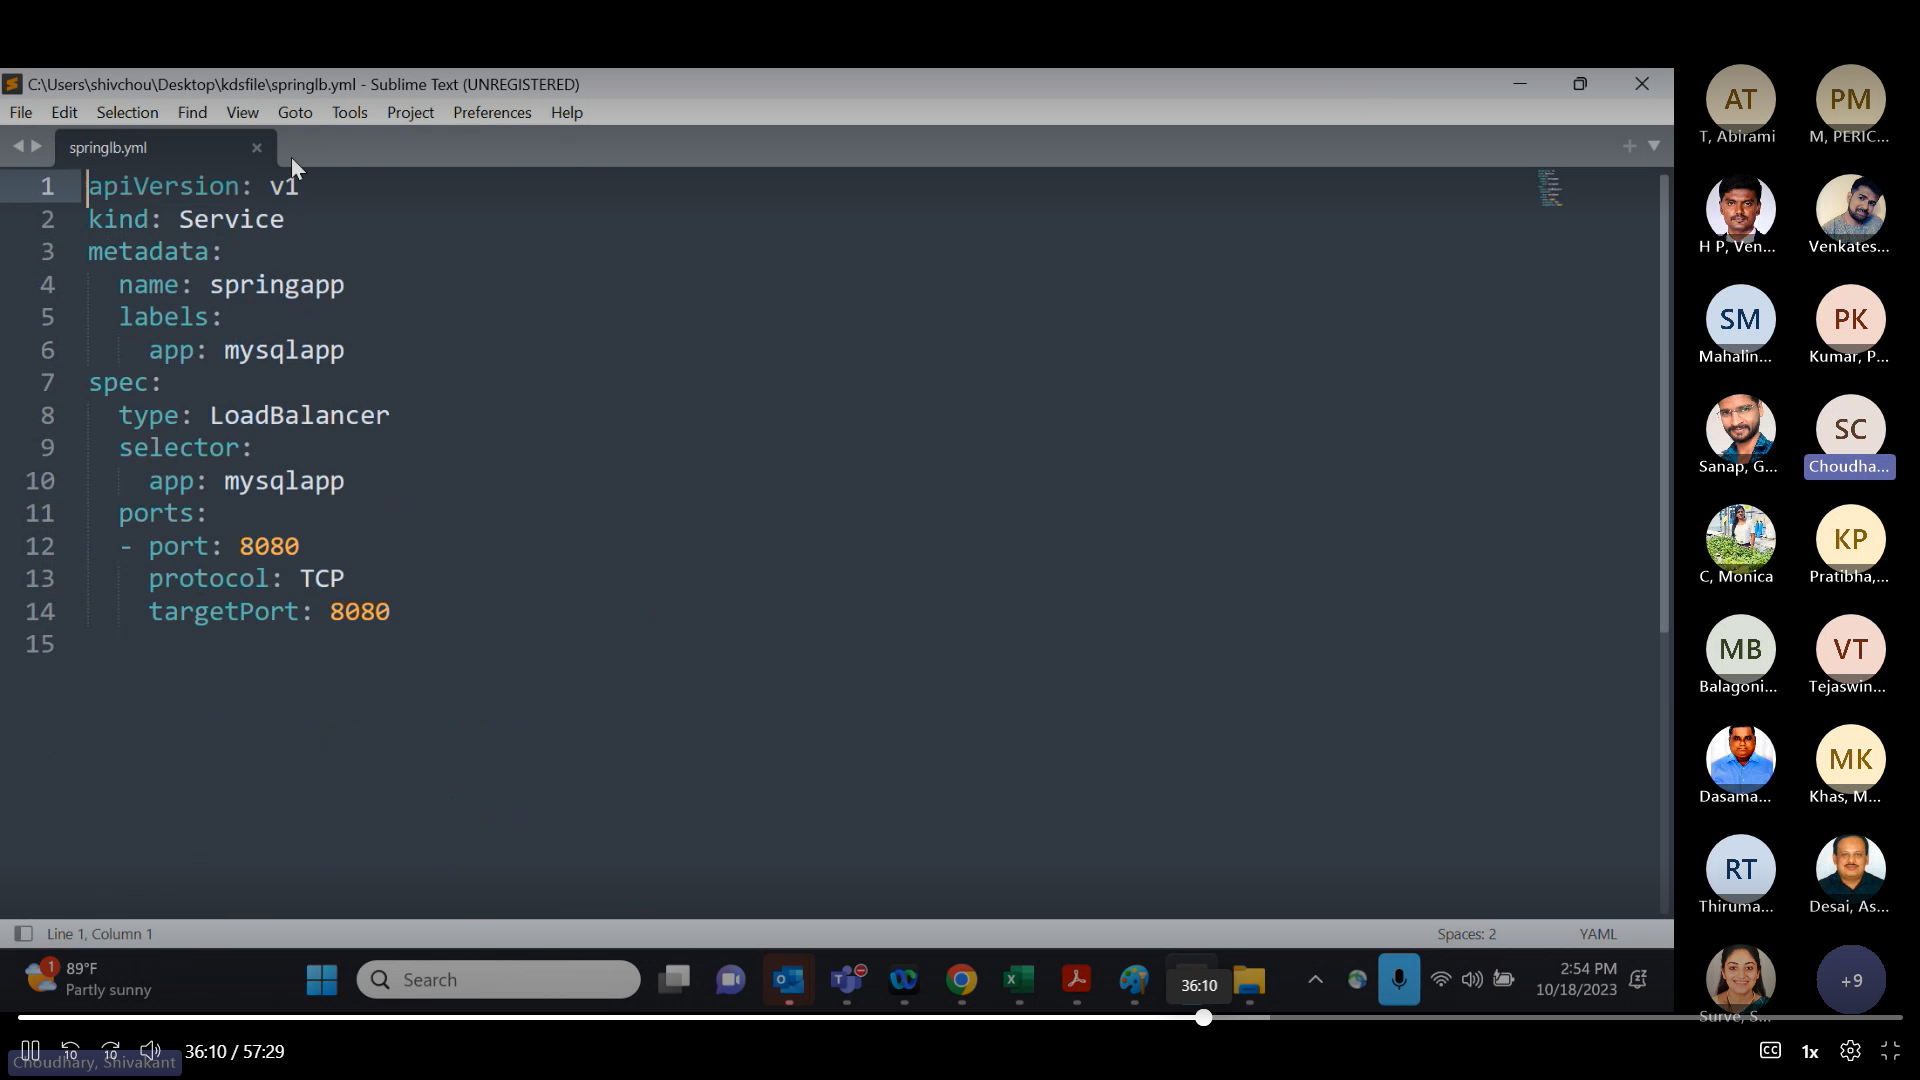 C:\Users\shivchou\Desktop\kdsfile\springlb.yml - Sublime Text (UNREGISTERED)
File Edit Selection Find View Goto Tools Project Preferences Help
springlb.yml
1 apiVersion: v1
2 kind: Service
3 metadata:
4 name: springapp
5 labels:
6 app: mysqlapp
7 spec:
8 type: LoadBalancer
9 selector:
10 app: mysqlapp
11 ports:
12 - port: 8080
13 protocol: TCP
14 targetPort: 8080
15
Line 1, Column 1
Spaces: 2
YAML
1
89°F
Partly sunny
Search
36:10
2:54 PM
10/18/2023
AT
T, Abirami
PM
M, PERIC...
H P, Ven...
Venkates...
SM
Mahalin...
PK
Kumar, P...
Sanap, G...
SC
Choudha...
C, Monica
KP
Pratibha,...
MB
Balagoni...
VT
Tejaswin...
Dasama...
MK
Khas, M...
RT
Thiruma...
Desai, As...
Surve, S...
+9
Choudhary, Shivakant
10
10
36:10 / 57:29
CC
1x